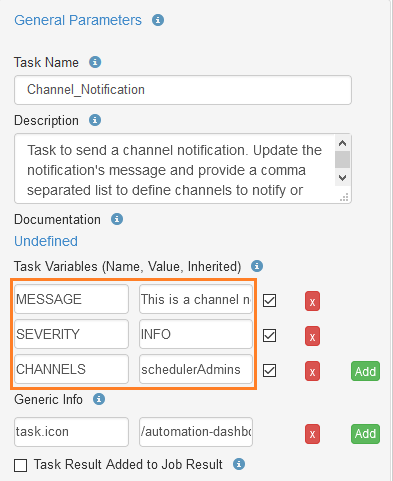 General Parameters
Task Name
Channel_Notification
Description
Task to send a channel notification. Update the
notification's message and provide a comma
separated list to define channels to notify or
Documentation
Undefined
Task Variables (Name, Value, Inherited)
MESSAGE This is a channel n x
SEVERITY INFO x
CHANNELS schedulerAdmins x Add
Generic Info
task.icon /automation-dashbo x Add
Task Result Added to Job Result